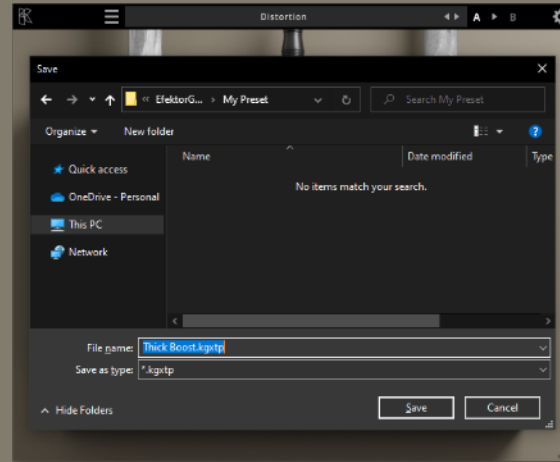 Distortion
A
B
Save
« EfektorG... > My Preset
Search My Preset
Organize
New folder
Name
Date modified
Type
Quick access
OneDrive - Personal
This PC
Network
No items match your search.
File name: Thick Boost.kgxtp
Save as type: *.kgxtp
Hide Folders
Save
Cancel